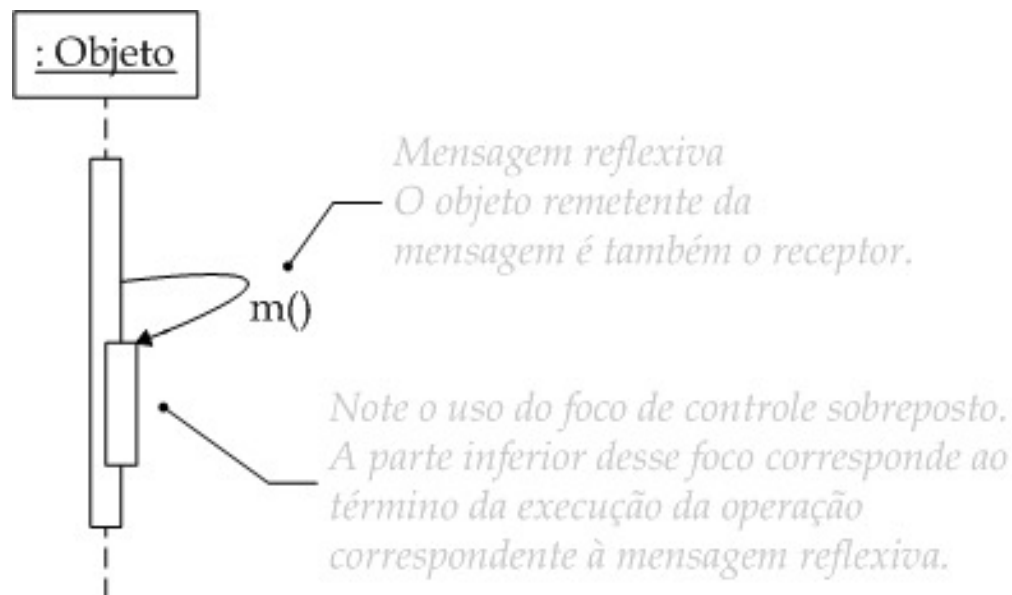 : Objeto
Mensagem reflexiva
O objeto remetente da
mensagem é também o receptor.
m()
Note o uso do foco de controle sobreposto.
A parte inferior desse foco corresponde ao
término da execução da operação
correspondente à mensagem reflexiva.